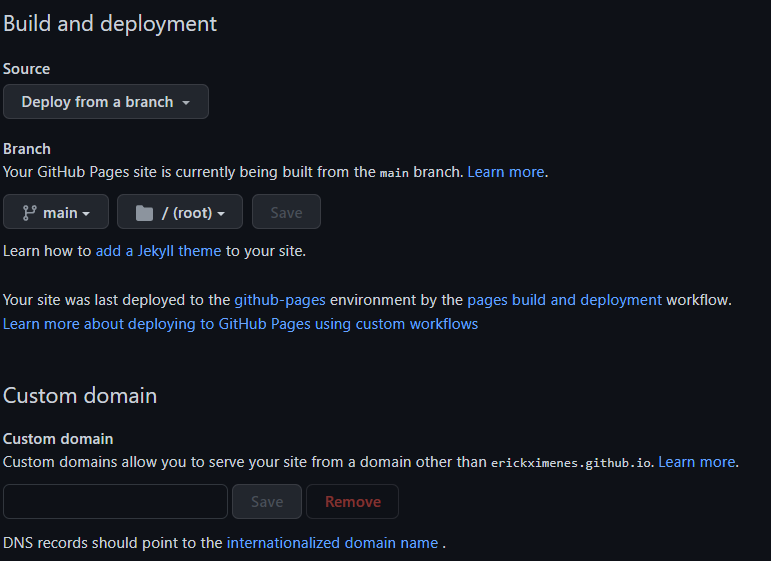 Build and deployment
Source
Deploy from a branch
Branch
Your GitHub Pages site is currently being built from the main branch. Learn more.
main / (root) Save
Learn how to add a Jekyll theme to your site.
Your site was last deployed to the github-pages environment by the pages build and deployment workflow.
Learn more about deploying to GitHub Pages using custom workflows
Custom domain
Custom domain
Custom domains allow you to serve your site from a domain other than erickximenes.github.io. Learn more.
Save Remove
DNS records should point to the internationalized domain name .